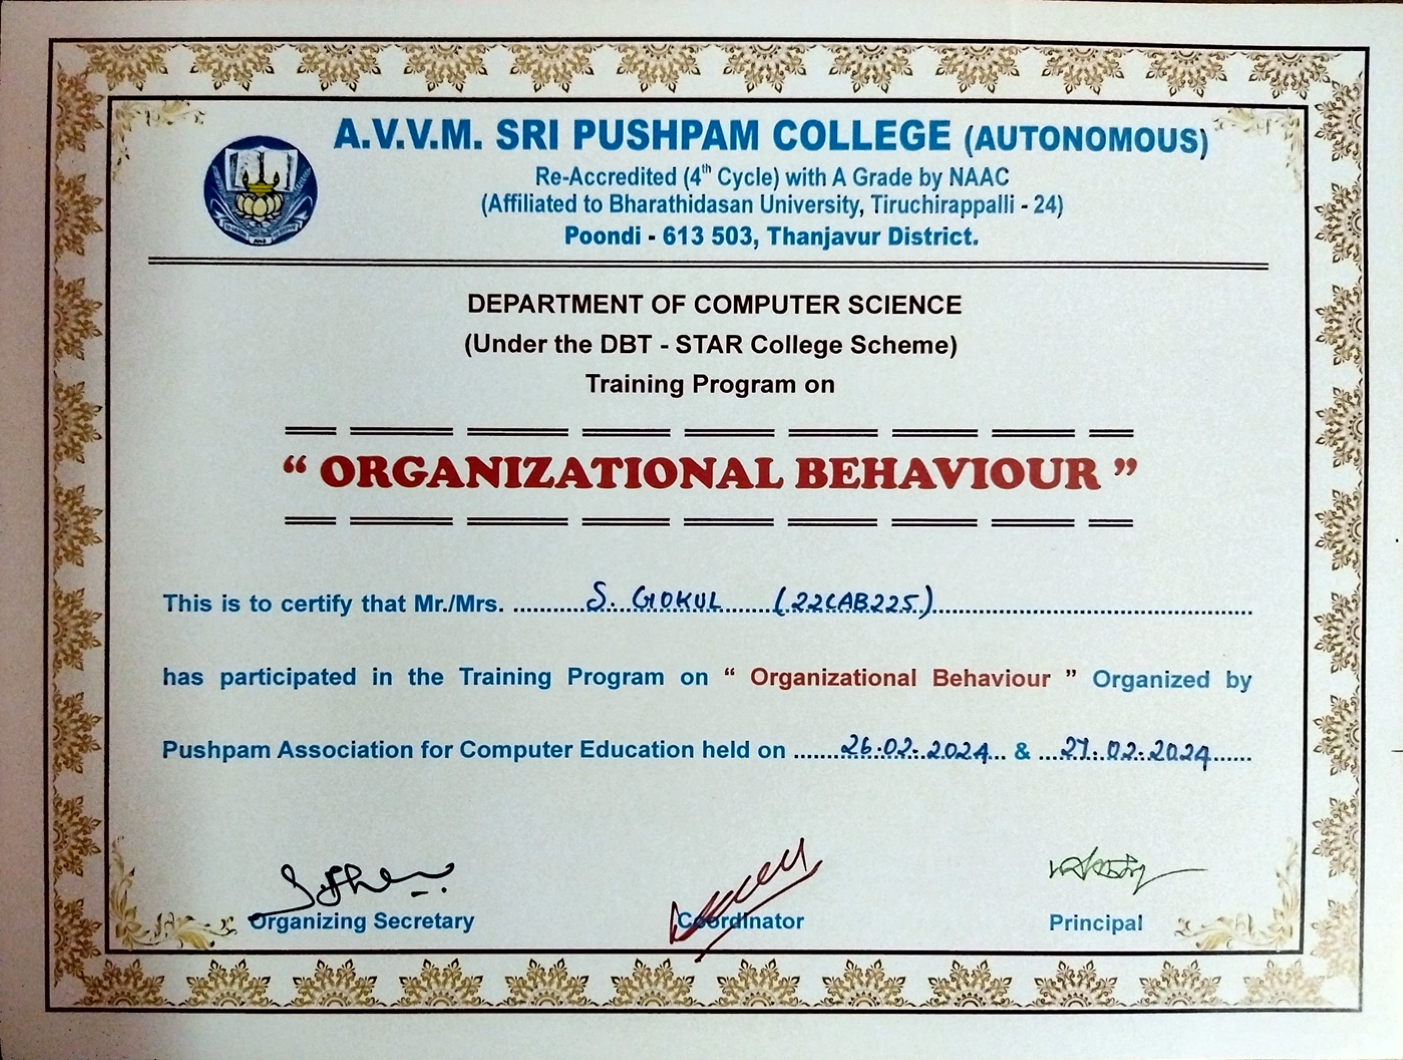 A.V.V.M. SRI PUSHPAM COLLEGE (AUTONOMOUS)
Re-Accredited (4th Cycle) with A Grade by NAAC
(Affiliated to Bharathidasan University, Tiruchirappalli - 24)
Poondi - 613 503, Thanjavur District.
DEPARTMENT OF COMPUTER SCIENCE
(Under the DBT - STAR College Scheme)
Training Program on
“ ORGANIZATIONAL BEHAVIOUR ”
This is to certify that Mr./Mrs. S. GOKUL (22CAB225)
has participated in the Training Program on “ Organizational Behaviour ” Organized by
Pushpam Association for Computer Education held on 26.02.2024 & 27.02.2024
Organizing Secretary
Coordinator
Principal